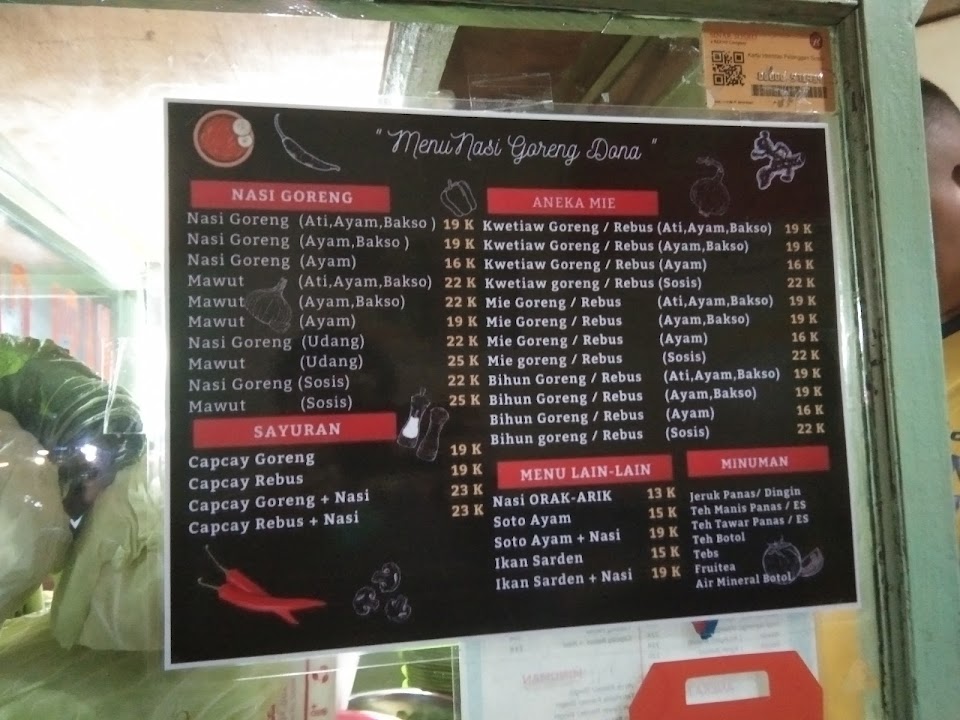 " Menu Nasi Goreng Dona "
NASI GORENG
Nasi Goreng (Ati,Ayam,Bakso ) 19 K
Nasi Goreng (Ayam,Bakso ) 19 K
Nasi Goreng (Ayam) 16 K
Mawut (Ati,Ayam,Bakso) 22 K
Mawut (Ayam,Bakso) 22 K
Mawut (Ayam) 19 K
Nasi Goreng (Udang) 22 K
Mawut (Udang) 25 K
Nasi Goreng (Sosis) 22 K
Mawut (Sosis) 25 K
SAYURAN
Capcay Goreng 19 K
Capcay Rebus 19 K
Capcay Goreng + Nasi 23 K
Capcay Rebus + Nasi 23 K
ANEKA MIE
Kwetiaw Goreng / Rebus (Ati,Ayam,Bakso) 19 K
Kwetiaw Goreng / Rebus (Ayam,Bakso) 19 K
Kwetiaw Goreng / Rebus (Ayam) 16 K
Kwetiaw goreng / Rebus (Sosis) 22 K
Mie Goreng / Rebus (Ati,Ayam,Bakso) 19 K
Mie Goreng / Rebus (Ayam,Bakso) 19 K
Mie Goreng / Rebus (Ayam) 16 K
Mie goreng / Rebus (Sosis) 22 K
Bihun Goreng / Rebus (Ati,Ayam,Bakso) 19 K
Bihun Goreng / Rebus (Ayam,Bakso) 19 K
Bihun Goreng / Rebus (Ayam) 16 K
Bihun goreng / Rebus (Sosis) 22 K
MENU LAIN-LAIN
Nasi ORAK-ARIK 13 K
Soto Ayam 15 K
Soto Ayam + Nasi 19 K
Ikan Sarden 15 K
Ikan Sarden + Nasi 19 K
MINUMAN
Jeruk Panas/ Dingin
Teh Manis Panas / ES
Teh Tawar Panas / ES
Teh Botol
Tebs
Fruitea
Air Mineral Botol
MINUMAN